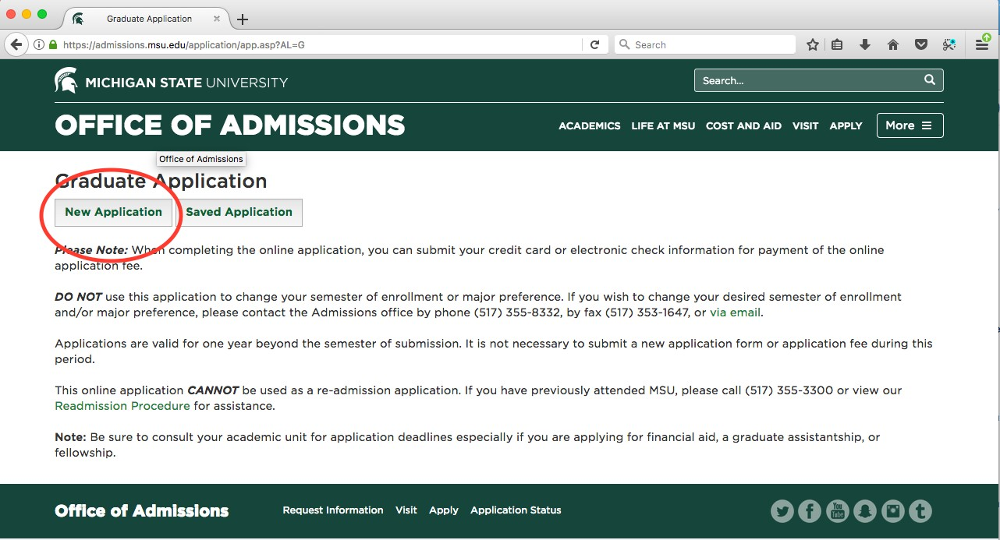 Graduate Application
https://admissions.msu.edu/application/app.asp?AL=G
Search
MICHIGAN STATE UNIVERSITY
Search...
OFFICE OF ADMISSIONS
ACADEMICS LIFE AT MSU COST AND AID VISIT APPLY More
Office of Admissions
Graduate Application
New Application
Saved Application
Please Note: When completing the online application, you can submit your credit card or electronic check information for payment of the online
application fee.
DO NOT use this application to change your semester of enrollment or major preference. If you wish to change your desired semester of enrollment
and/or major preference, please contact the Admissions office by phone (517) 355-8332, by fax (517) 353-1647, or via email.
Applications are valid for one year beyond the semester of submission. It is not necessary to submit a new application form or application fee during this
period.
This online application CANNOT be used as a re-admission application. If you have previously attended MSU, please call (517) 355-3300 or view our
Readmission Procedure for assistance.
Note: Be sure to consult your academic unit for application deadlines especially if you are applying for financial aid, a graduate assistantship, or
fellowship.
Office of Admissions
Request Information Visit Apply Application Status
You Tube